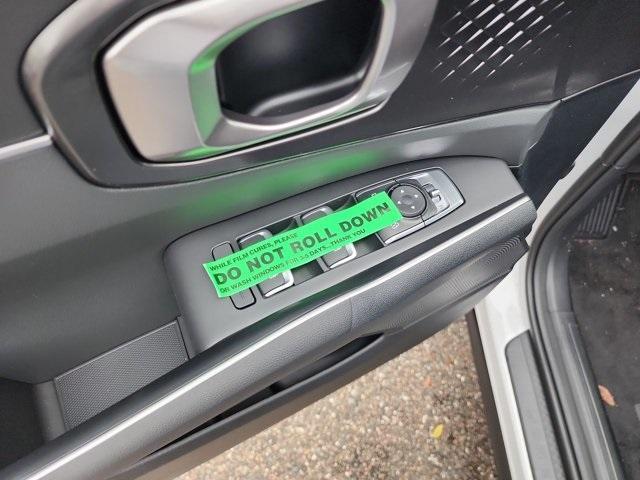 WHILE FILM CURES, PLEASE
DO NOT ROLL DOWN
OR WASH WINDOWS FOR 3-5 DAYS...THANK YOU